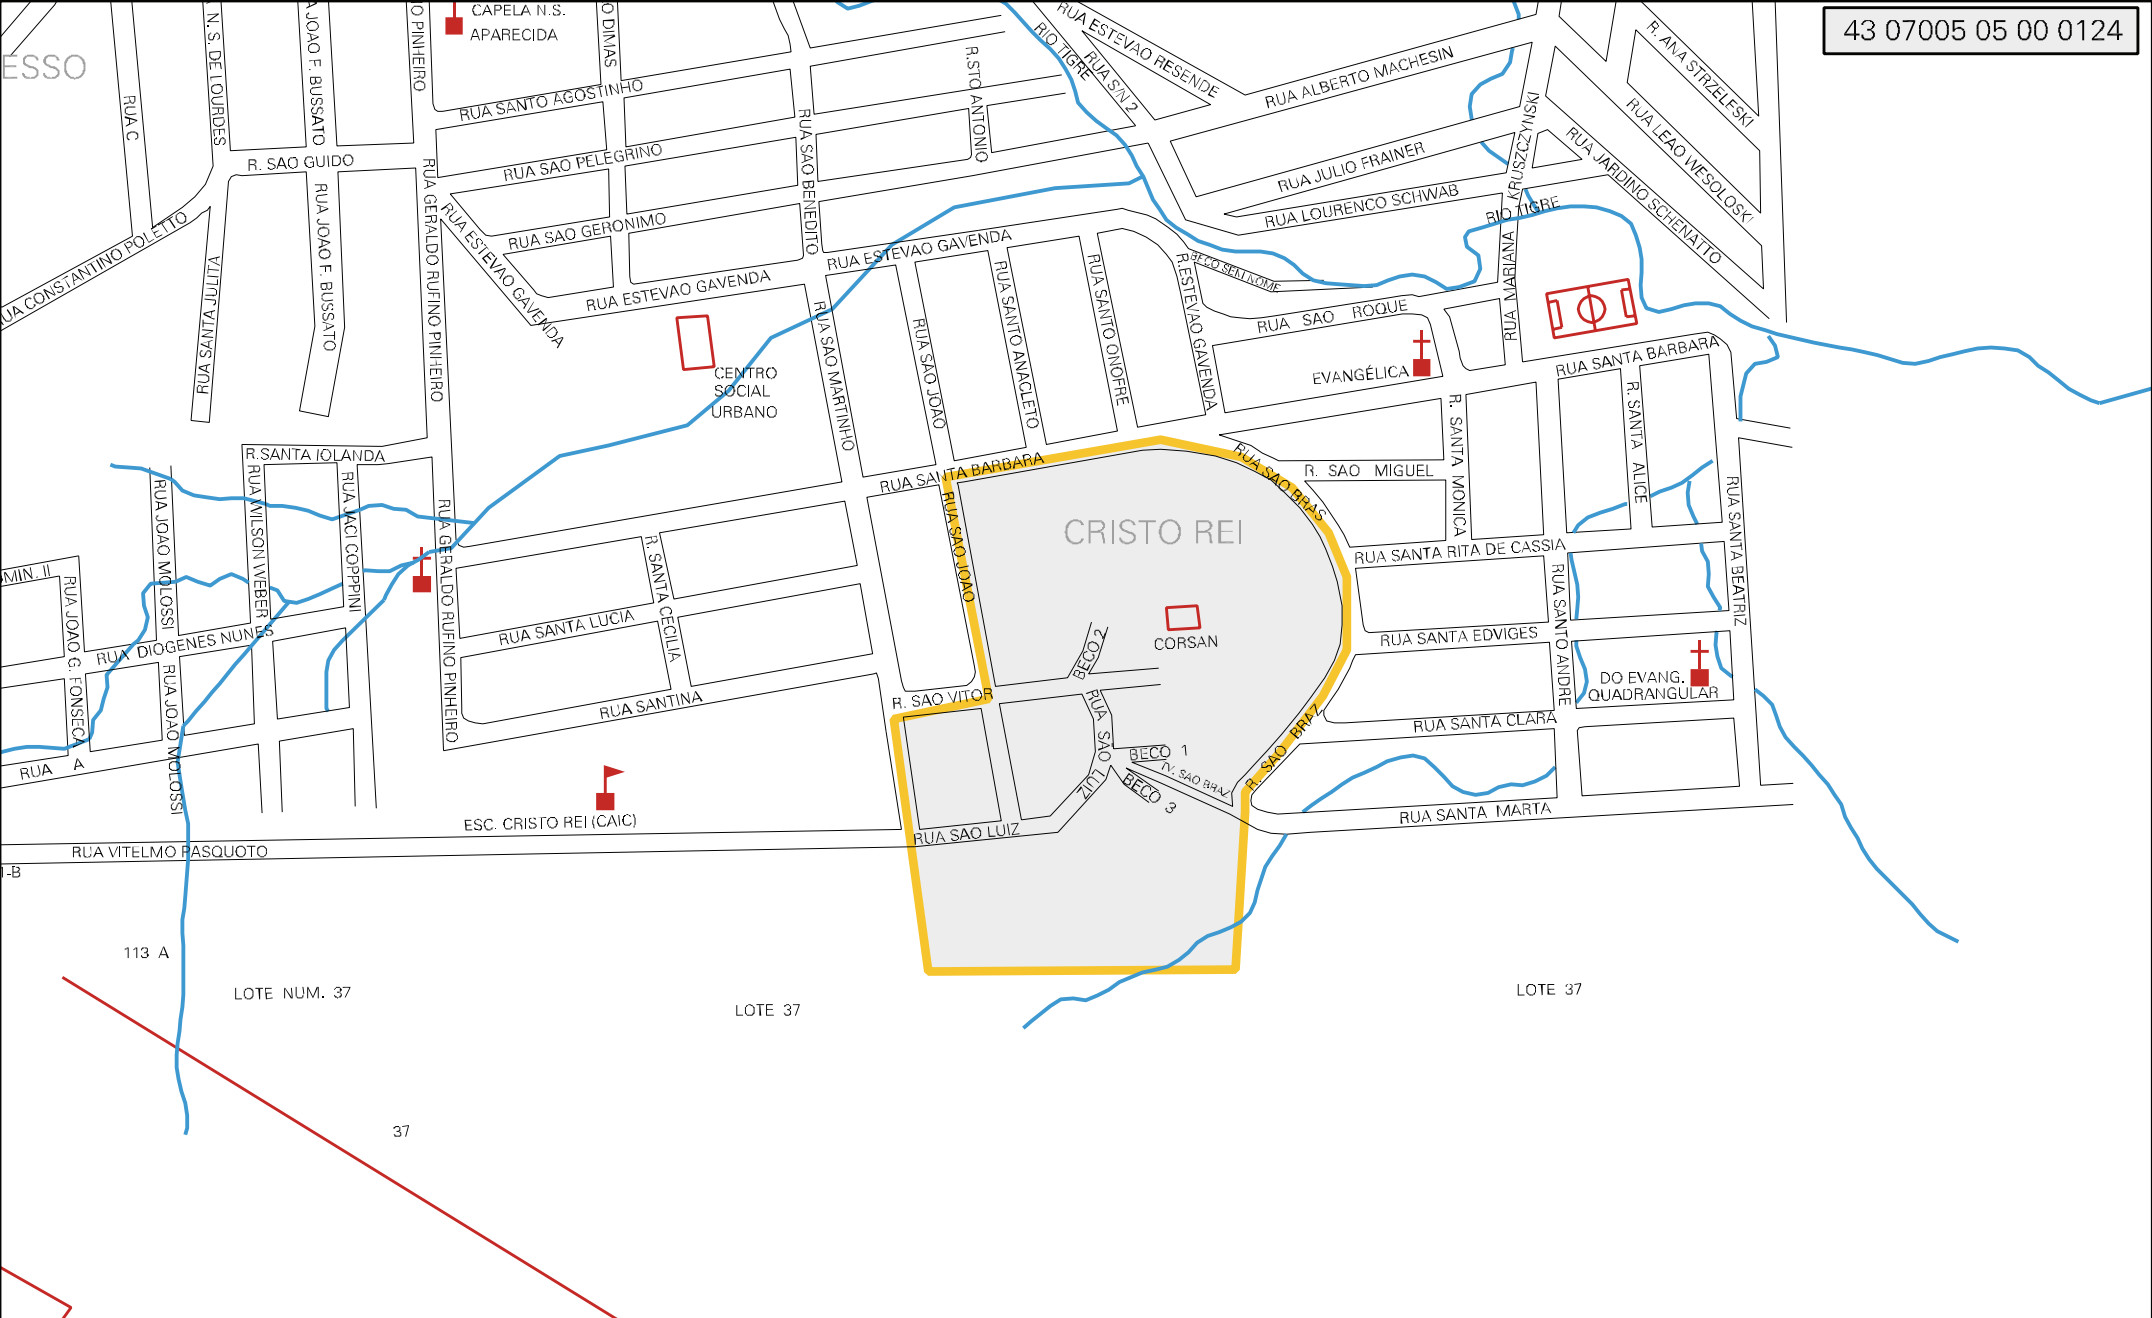 43 07005 05 00 0124
CAPELA N.S.
APARECIDA
ESSO
RUA C
N.S. DE LOURDES
JOAO F. BUSSATO
O PINHEIRO
O DIMAS
RUA SANTO AGOSTINHO
R.STO ANTONIO
RIO TIGRE
RUA ESTEVAO RESENDE
RUA S/N 2
RUA ALBERTO MACHESIN
R. ANA STRZELESKI
RUA LEAO WESOLOSKI
RUA JARDINO SCHENATTO
RUA MARIANA KRUSZCZYNSKI
RUA JULIO FRAINER
RUA LOURENCO SCHWAB
RIO TIGRE
R. SAO GUIDO
RUA SAO PELEGRINO
RUA SAO BENEDITO
RUA SAO GERONIMO
RUA ESTEVAO GAVENDA
RUA ESTEVAO GAVENDA
RUA ESTEVAO GAVENDA
R.ESTEVAO GAVENDA
BECO SEM NOME
RUA CONSTANTINO POLETTO
RUA SANTA JULITA
RUA JOAO F. BUSSATO
RUA GERALDO RUFINO PINHEIRO
CENTRO
SOCIAL
URBANO
RUA SAO MARTINHO
RUA SAO JOAO
RUA SANTO ANACLETO
RUA SANTO ONOFRE
RUA SAO ROQUE
EVANGÉLICA
RUA SANTA BARBARA
R. SANTA ALICE
R. SANTA MONICA
R. SAO MIGUEL
RUA SAO BRAS
RUA SANTA BARBARA
R.SANTA IOLANDA
RUA JOAO MOLOSSI
RUA WILSON WEBER
RUA JACI COPPPINI
RUA GERALDO RUFINO PINHEIRO
R. SANTA CECILIA
RUA SAO JOAO
CRISTO REI
CORSAN
RUA SANTA RITA DE CASSIA
RUA SANTA BEATRIZ
RUA SANTO ANDRE
RUA SANTA EDVIGES
DO EVANG.
QUADRANGULAR
RUA SANTA CLARA
MIN. II
RUA JOAO G. FONSECA
RUA DIOGENES NUNES
RUA JOAO MOLOSSI
RUA A
RUA SANTA LUCIA
RUA SANTINA
R. SAO VITOR
BECO 2
RUA SAO LUIZ
BECO 1
TV. SAO BRAZ
BECO 3
R. SAO BRAZ
RUA SANTA MARTA
ESC. CRISTO REI (CAIC)
RUA SAO LUIZ
RUA VITELMO PASQUOTO
1-B
113 A
LOTE NUM. 37
LOTE 37
LOTE 37
37